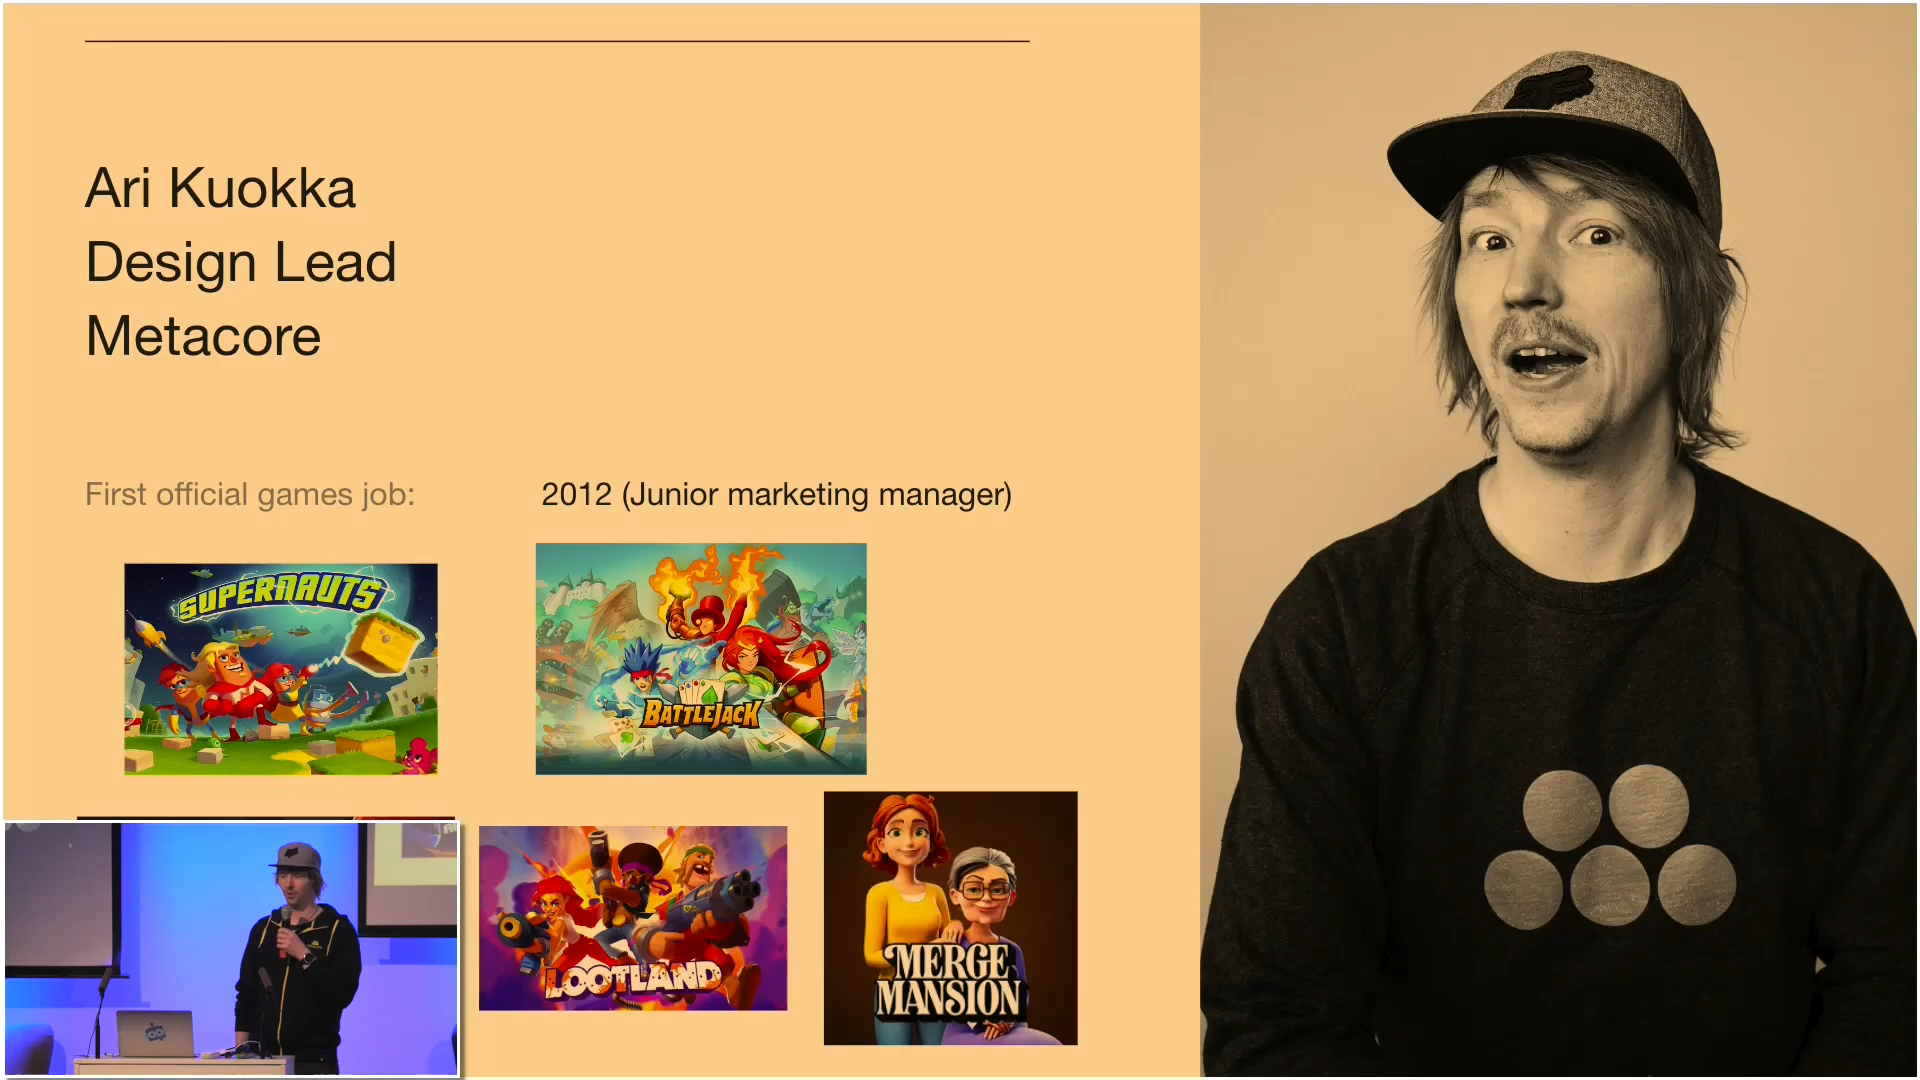 Ari Kuokka
Design Lead
Metacore
First official games job:
2012 (Junior marketing manager)
SUPERNAUTS
BATTLEJACK
LOOTLAND
MERGE
MANSION